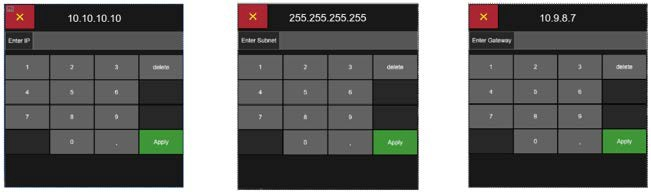 10.10.10.10
Enter IP
1 2 3 delete
4 5 6
7 8 9
0 . Apply
255.255.255.255
Enter Subnet
1 2 3 delete
4 5 6
7 8 9
0 . Apply
10.9.8.7
Enter Gateway
1 2 3 delete
4 5 6
7 8 9
0 . Apply